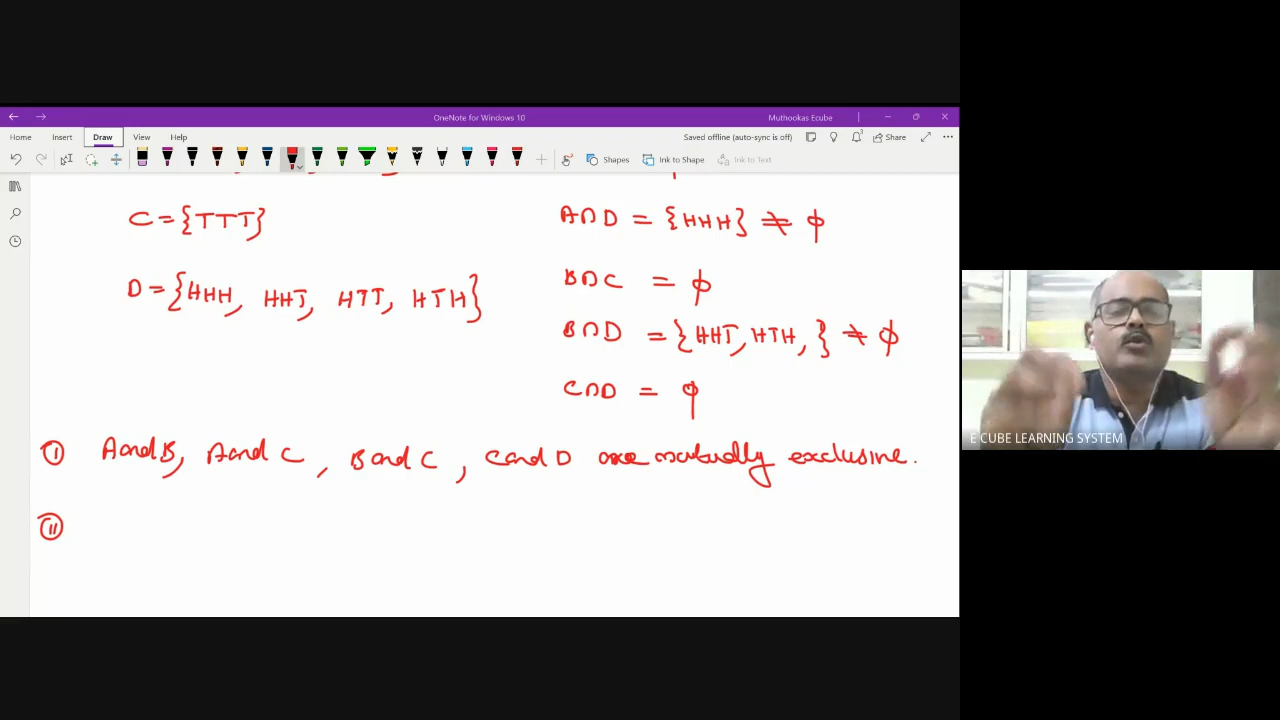 OneNote for Windows 10
Muthookas Ecube
Home Insert Draw View Help
Saved offline (auto-sync is off)
Share
Shapes
Ink to Shape
Ink to Text
C = {TTT}
D = {HHH, HHT, HTT, HTH}
A∩D = {HHH} ≠ ϕ
B∩C = ϕ
B∩D = {HHT, HTH, } ≠ ϕ
C∩D = ϕ
(i) A and B, A and C, B and C, C and D are mutually exclusive.
(ii)
E CUBE LEARNING SYSTEM